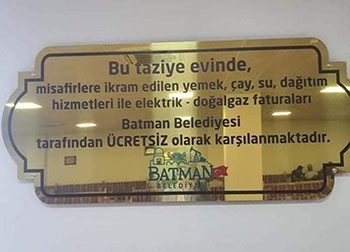 Bu taziye evinde,
misafirlere ikram edilen yemek, çay, su, dağıtım
hizmetleri ile elektrik - doğalgaz faturaları
Batman Belediyesi
tarafından ÜCRETSİZ olarak karşılanmaktadır.
BATMAN
BELEDİYESİ